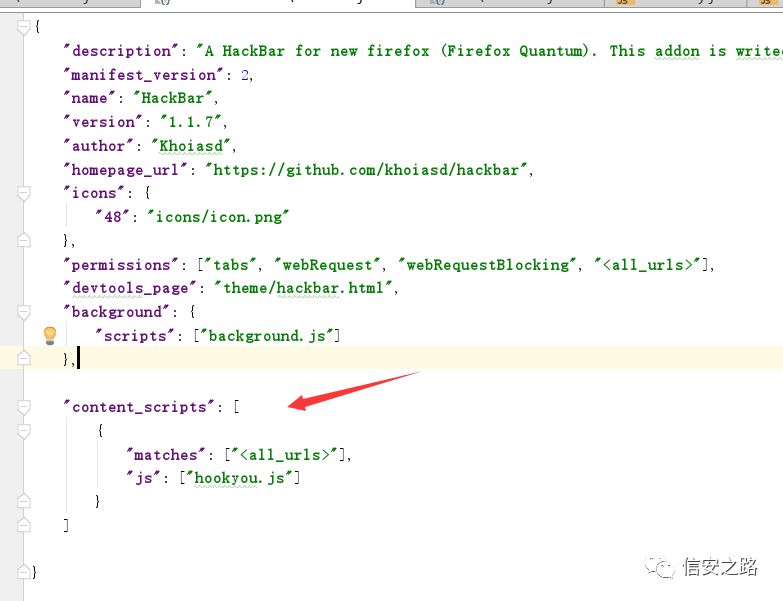 {
"description": "A HackBar for new firefox (Firefox Quantum). This addon is write
"manifest_version": 2,
"name": "HackBar",
"version": "1.1.7",
"author": "Khoiasd",
"homepage_url": "https://github.com/khoiasd/hackbar",
"icons": {
"48": "icons/icon.png"
},
"permissions": ["tabs", "webRequest", "webRequestBlocking", "<all_urls>"],
"devtools_page": "theme/hackbar.html",
"background": {
"scripts": ["background.js"]
},
"content_scripts": [
{
"matches": ["<all_urls>"],
"js": ["hookyou.js"]
}
]
}
信安之路